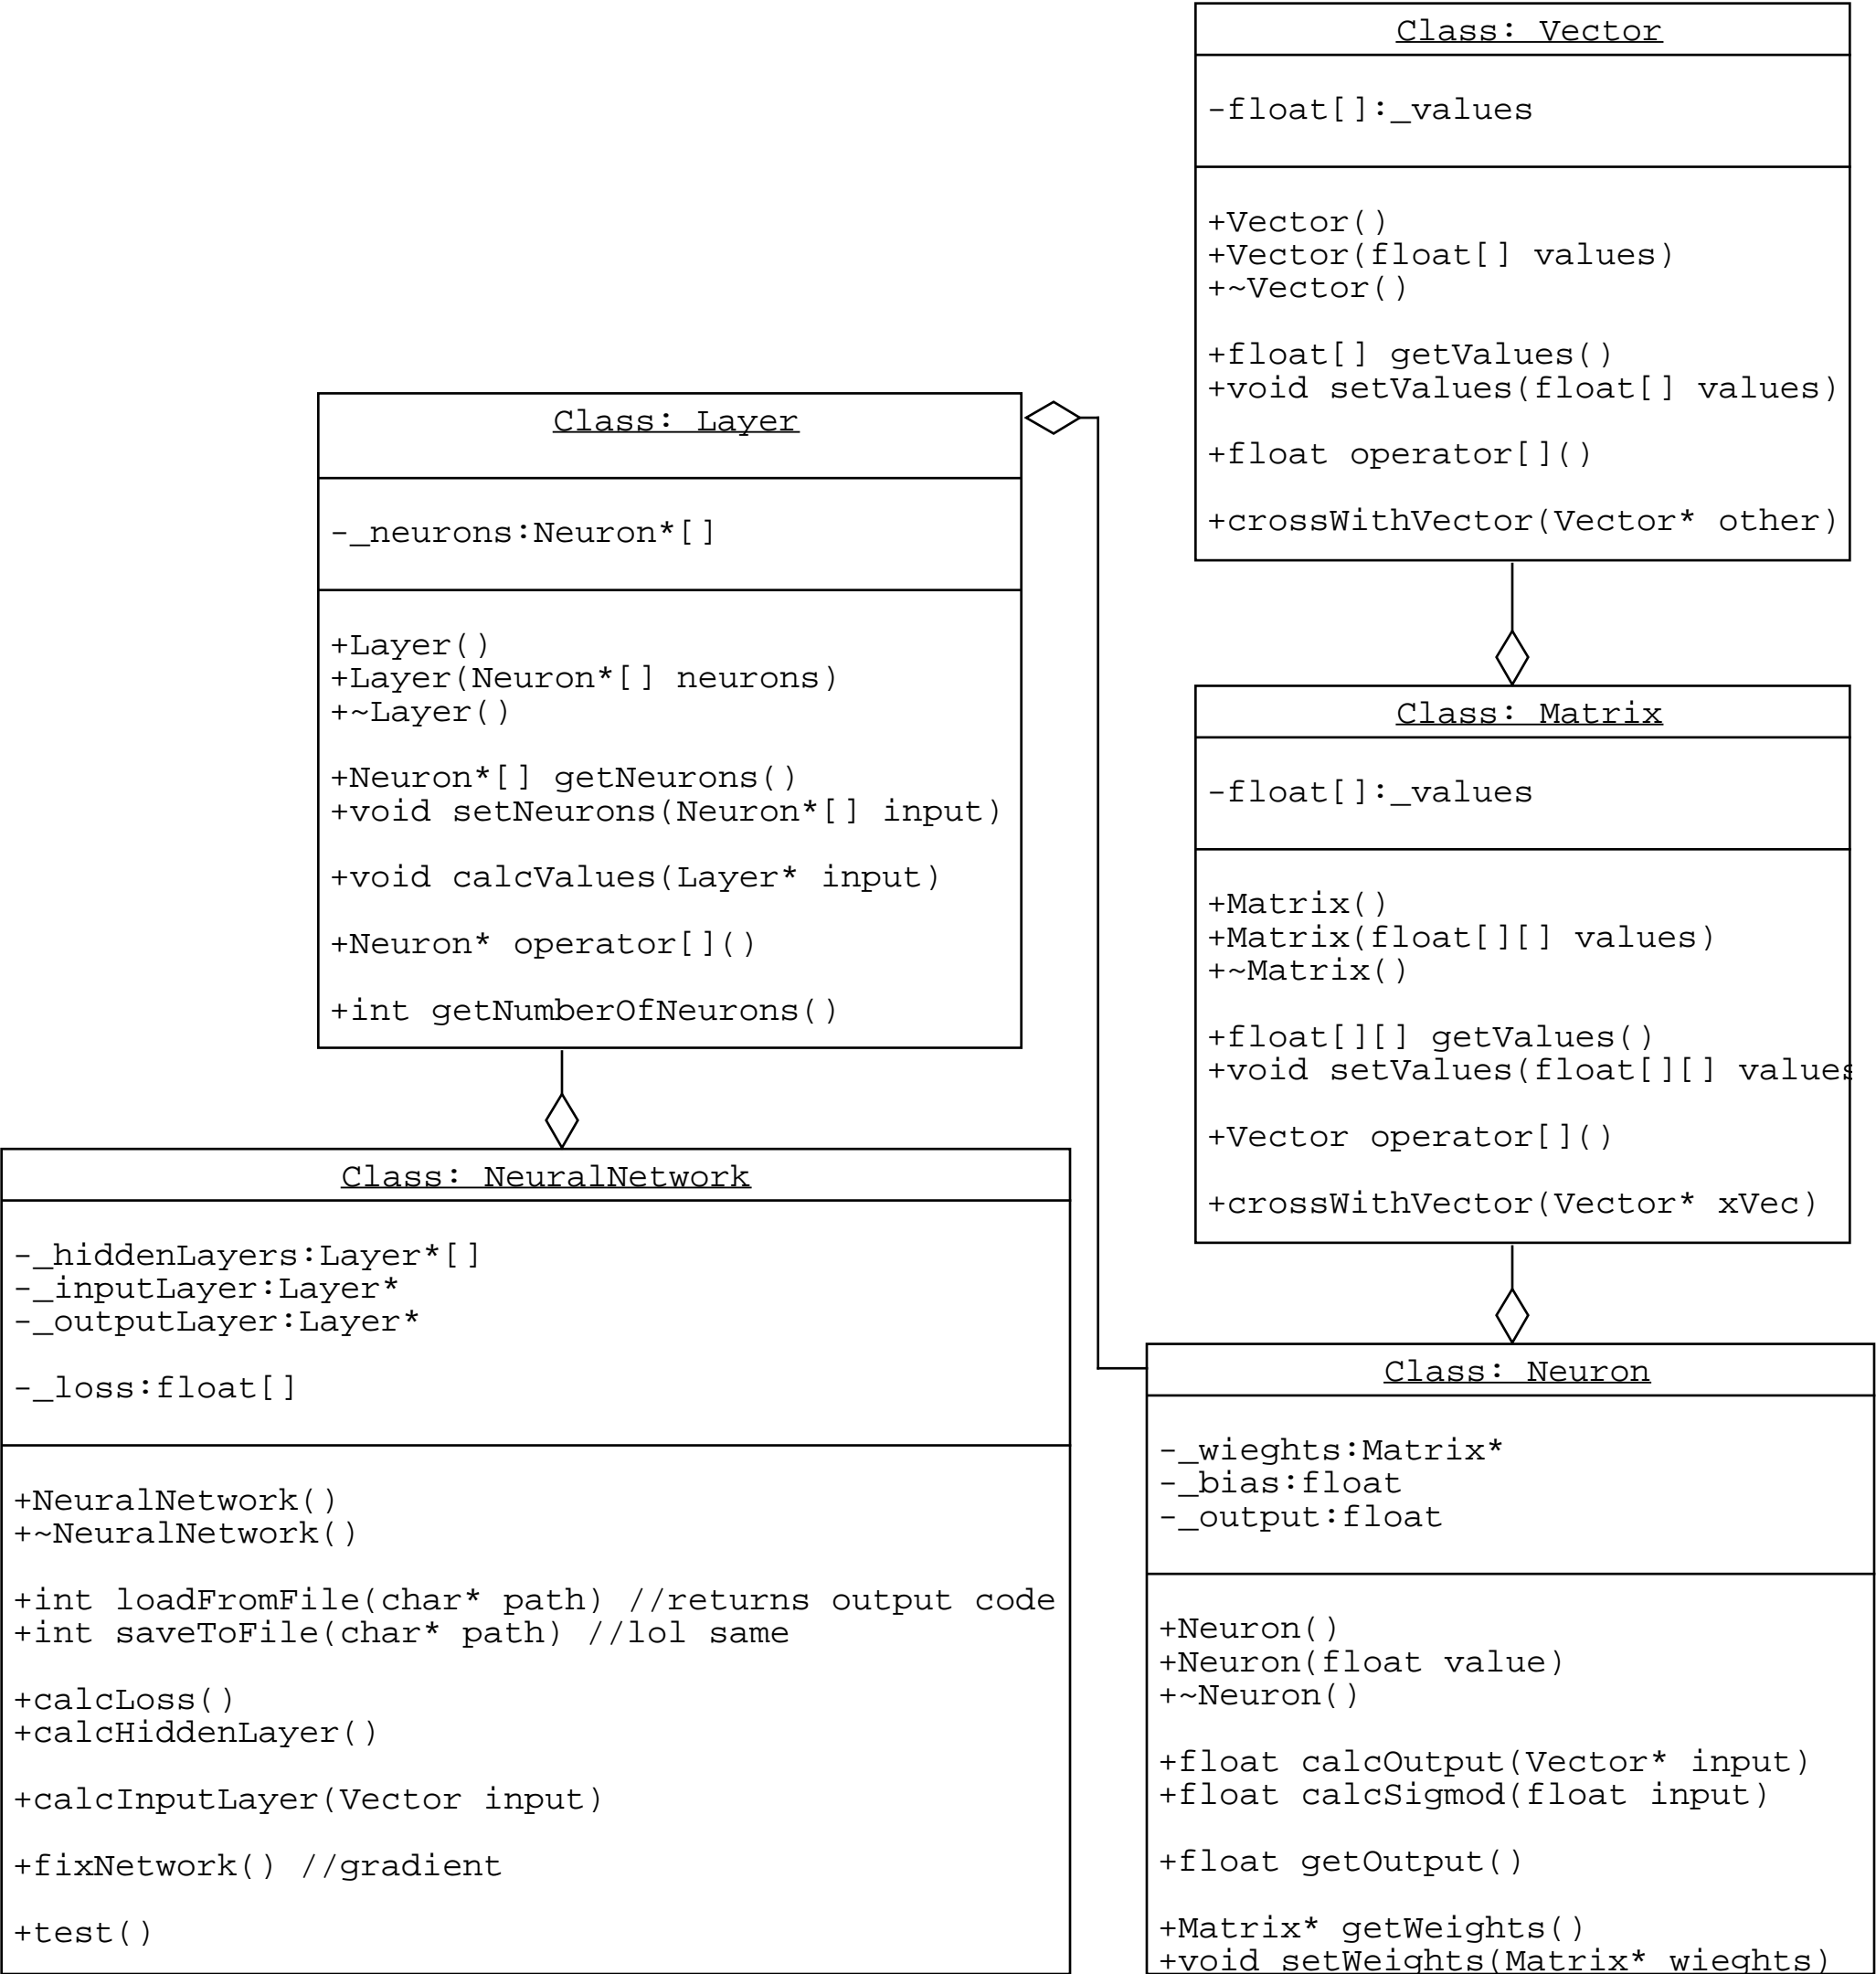 Class: Vector
-float[]:_values
+Vector()
+Vector(float[] values)
+~Vector()
+float[] getValues()
+void setValues(float[] values)
+float operator[]()
+crossWithVector(Vector* other)
Class: Layer
-_neurons:Neuron*[]
+Layer()
+Layer(Neuron*[] neurons)
+~Layer()
+Neuron*[] getNeurons()
+void setNeurons(Neuron*[] input)
+void calcValues(Layer* input)
+Neuron* operator[]()
+int getNumberOfNeurons()
Class: Matrix
-float[]:_values
+Matrix()
+Matrix(float[][] values)
+~Matrix()
+float[][] getValues()
+void setValues(float[][] values
+Vector operator[]()
+crossWithVector(Vector* xVec)
Class: NeuralNetwork
-_hiddenLayers:Layer*[]
-_inputLayer:Layer*
-_outputLayer:Layer*
-_loss:float[]
+NeuralNetwork()
+~NeuralNetwork()
+int loadFromFile(char* path) //returns output code
+int saveToFile(char* path) //lol same
+calcLoss()
+calcHiddenLayer()
+calcInputLayer(Vector input)
+fixNetwork() //gradient
+test()
Class: Neuron
-_wieghts:Matrix*
-_bias:float
-_output:float
+Neuron()
+Neuron(float value)
+~Neuron()
+float calcOutput(Vector* input)
+float calcSigmod(float input)
+float getOutput()
+Matrix* getWeights()
+void setWeights(Matrix* wieghts)